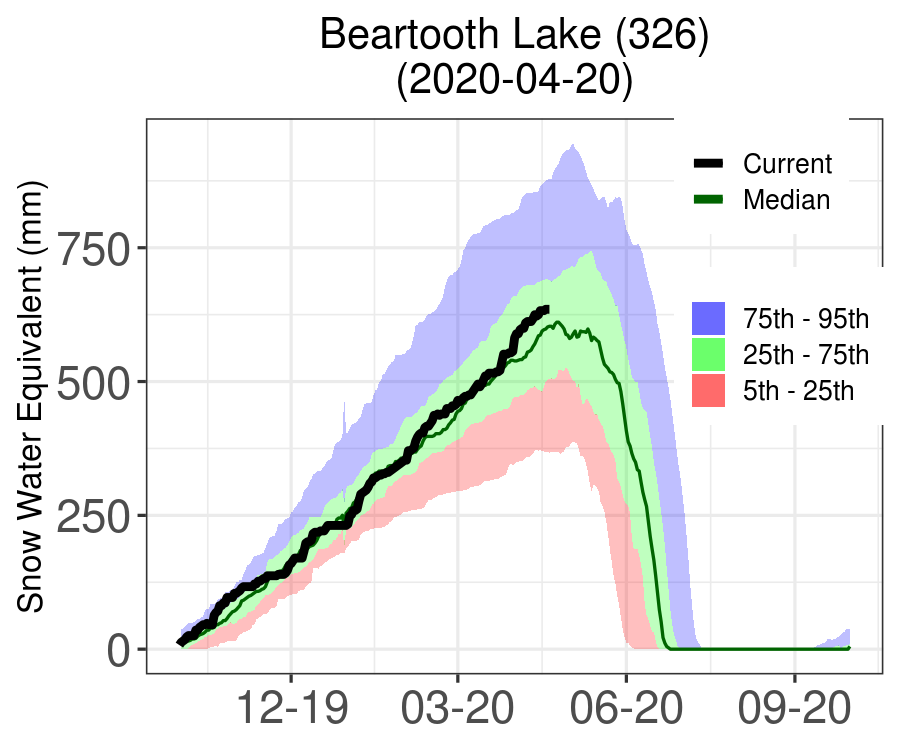 Beartooth Lake (326)
(2020-04-20)
Snow Water Equivalent (mm)
750
500
250
0
12-19
03-20
06-20
09-20
Current
Median
75th - 95th
25th - 75th
5th - 25th